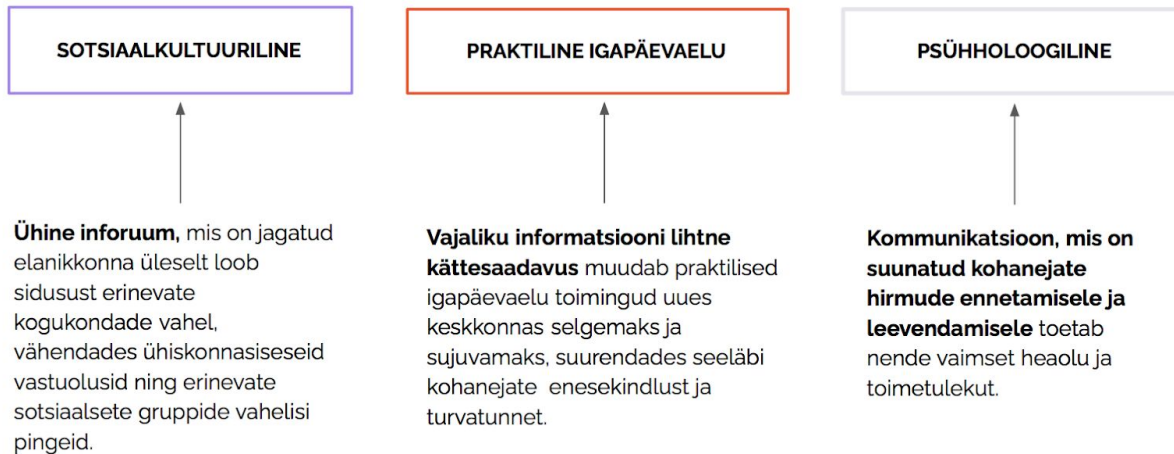 SOTSIAALKULTUURILINE
PRAKTILINE IGAPÄEVAELU
PSÜHHOLOOGILINE
Ühine inforuum, mis on jagatud
elanikkonna üleselt loob
sidusust erinevate
kogukondade vahel,
vähendades ühiskonnasiseseid
vastuolusid ning erinevate
sotsiaalsete gruppide vahelisi
pingeid.
Vajaliku informatsiooni lihtne
kättesaadavus muudab praktilised
igapäevaelu toimingud uues
keskkonnas selgemaks ja
sujuvamaks, suurendades seeläbi
kohanejate enesekindlust ja
turvatunnet.
Kommunikatsioon, mis on
suunatud kohanejate
hirmude ennetamisele ja
leevendamisele toetab
nende vaimset heaolu ja
toimetulekut.